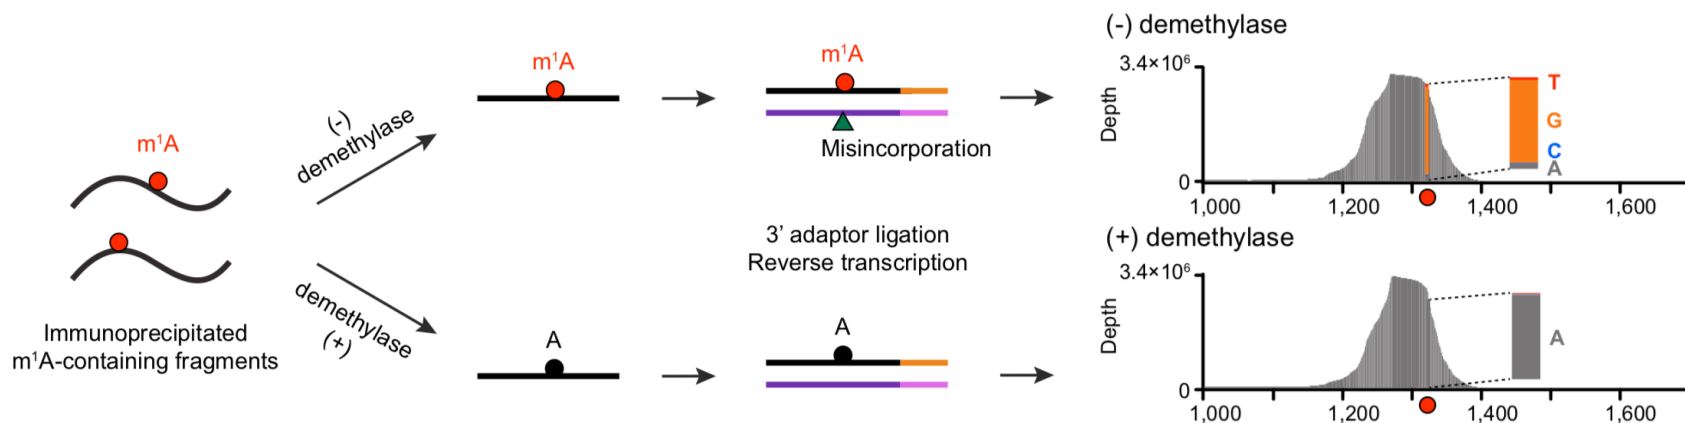 m¹A
m¹A
Immunoprecipitated
m¹A-containing fragments
(-)
demethylase
demethylase
(+)
m¹A
A
m¹A
Misincorporation
3’ adaptor ligation
Reverse transcription
A
(-) demethylase
3.4×10⁶
Depth
0
1,000
1,200
1,400
1,600
T
G
C
A
(+) demethylase
3.4×10⁶
Depth
0
1,000
1,200
1,400
1,600
A